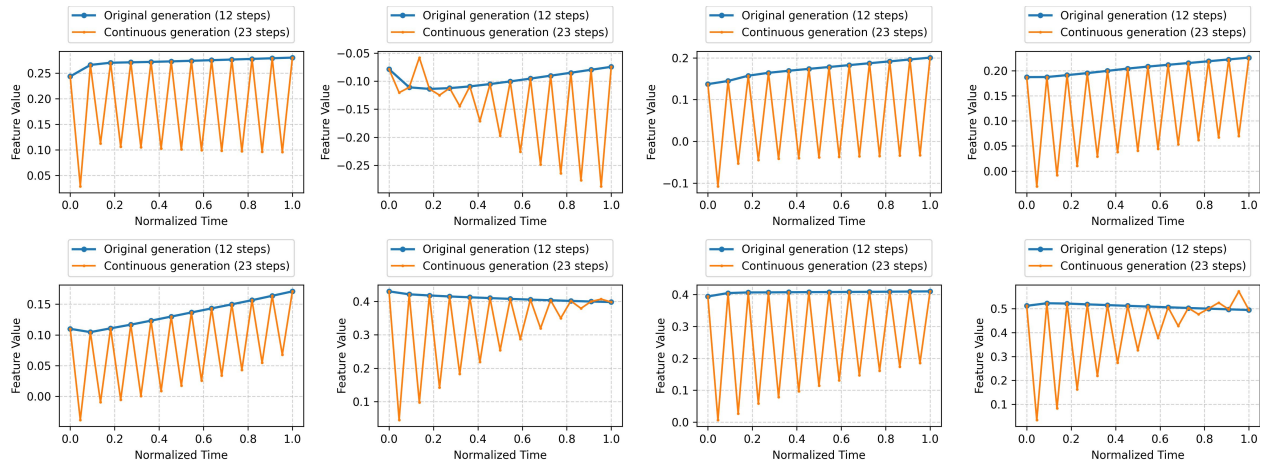 Original generation (12 steps)
Continuous generation (23 steps)
Feature Value
0.25
0.20
0.15
0.10
0.05
0.0 0.2 0.4 0.6 0.8 1.0
Normalized Time
Original generation (12 steps)
Continuous generation (23 steps)
Feature Value
−0.05
−0.10
−0.15
−0.20
−0.25
0.0 0.2 0.4 0.6 0.8 1.0
Normalized Time
Original generation (12 steps)
Continuous generation (23 steps)
Feature Value
0.2
0.1
0.0
−0.1
0.0 0.2 0.4 0.6 0.8 1.0
Normalized Time
Original generation (12 steps)
Continuous generation (23 steps)
Feature Value
0.20
0.15
0.10
0.05
0.00
0.0 0.2 0.4 0.6 0.8 1.0
Normalized Time
Original generation (12 steps)
Continuous generation (23 steps)
Feature Value
0.15
0.10
0.05
0.00
0.0 0.2 0.4 0.6 0.8 1.0
Normalized Time
Original generation (12 steps)
Continuous generation (23 steps)
Feature Value
0.4
0.3
0.2
0.1
0.0 0.2 0.4 0.6 0.8 1.0
Normalized Time
Original generation (12 steps)
Continuous generation (23 steps)
Feature Value
0.4
0.3
0.2
0.1
0.0
0.0 0.2 0.4 0.6 0.8 1.0
Normalized Time
Original generation (12 steps)
Continuous generation (23 steps)
Feature Value
0.5
0.4
0.3
0.2
0.1
0.0 0.2 0.4 0.6 0.8 1.0
Normalized Time